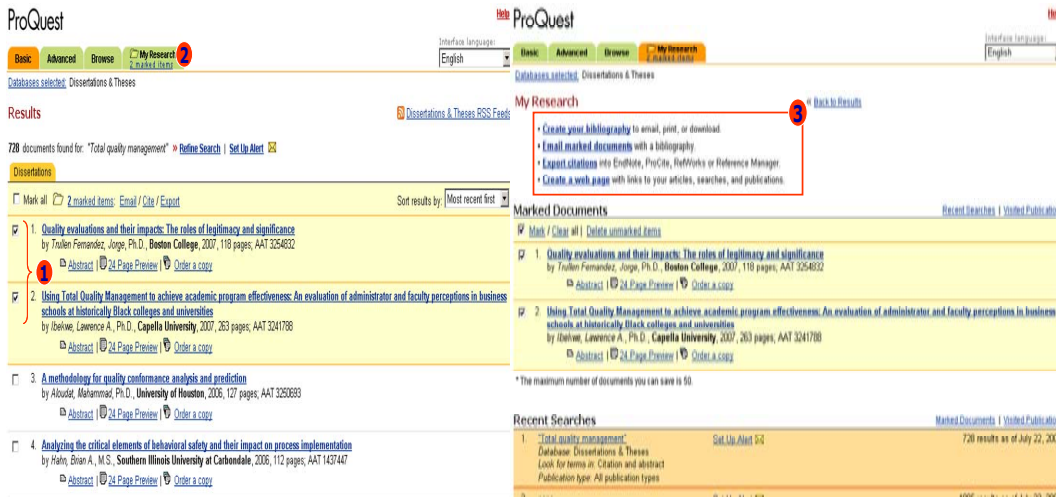 ProQuest
Help
Interface language:
English
Basic Advanced Browse My Research
2 marked items
2
Databases selected: Dissertations & Theses
Results
Dissertations & Theses RSS Feeds
728 documents found for: "Total quality management" » Refine Search | Set Up Alert
Dissertations
Mark all 2 marked items: Email / Cite / Export
Sort results by: Most recent first
1
1. Quality evaluations and their impacts: The roles of legitimacy and significance
by Trullen Fernandez, Jorge, Ph.D., Boston College, 2007, 118 pages; AAT 3254832
Abstract | 24 Page Preview | Order a copy
2. Using Total Quality Management to achieve academic program effectiveness: An evaluation of administrator and faculty perceptions in business
schools at historically Black colleges and universities
by Ibekwe, Lawrence A., Ph.D., Capella University, 2007, 263 pages; AAT 3241788
Abstract | 24 Page Preview | Order a copy
3. A methodology for quality conformance analysis and prediction
by Aloudat, Mahammad, Ph.D., University of Houston, 2006, 127 pages; AAT 3250693
Abstract | 24 Page Preview | Order a copy
4. Analyzing the critical elements of behavioral safety and their impact on process implementation
by Hahn, Brian A., M.S., Southern Illinois University at Carbondale, 2006, 112 pages; AAT 1437447
Abstract | 24 Page Preview | Order a copy
ProQuest
Interface language:
English
Basic Advanced Browse My Research
2 marked items
Databases selected: Dissertations & Theses
My Research
« Back to Results
3
• Create your bibliography to email, print, or download.
• Email marked documents with a bibliography.
• Export citations into EndNote, ProCite, RefWorks or Reference Manager.
• Create a web page with links to your articles, searches, and publications.
Marked Documents
Recent Searches | Visited Publicatio
Mark / Clear all | Delete unmarked items
1. Quality evaluations and their impacts: The roles of legitimacy and significance
by Trullen Fernandez, Jorge, Ph.D., Boston College, 2007, 118 pages; AAT 3254832
Abstract | 24 Page Preview | Order a copy
2. Using Total Quality Management to achieve academic program effectiveness: An evaluation of administrator and faculty perceptions in business
schools at historically Black colleges and universities
by Ibekwe, Lawrence A., Ph.D., Capella University, 2007, 263 pages; AAT 3241788
Abstract | 24 Page Preview | Order a copy
* The maximum number of documents you can save is 50.
Recent Searches
Marked Documents | Visited Publicatio
1. "Total quality management"
Set Up Alert
728 results as of July 22, 200
Database: Dissertations & Theses
Look for terms in: Citation and abstract
Publication type: All publication types